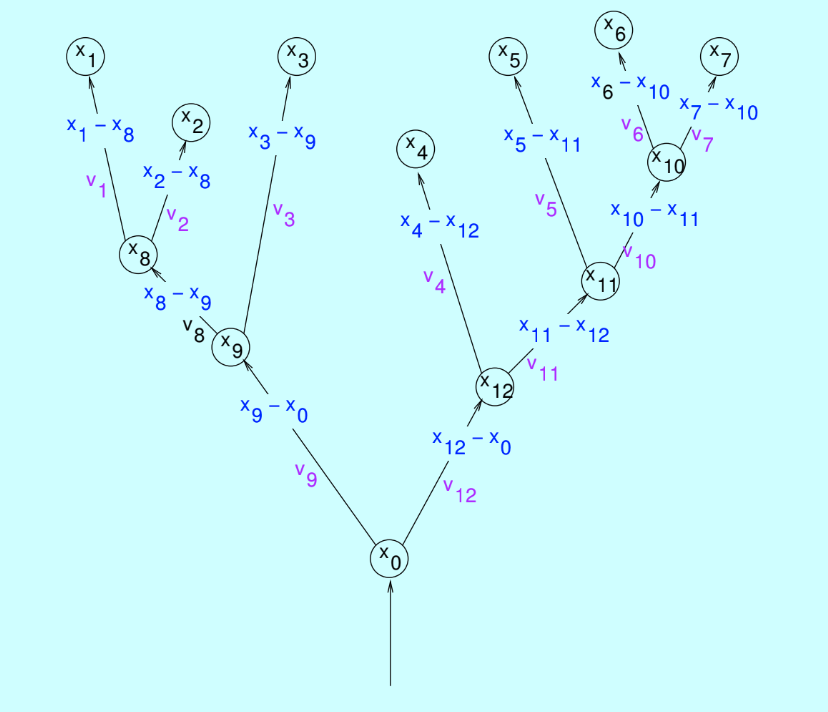 x6
x1 x3 x5 x7
x6 – x10
x7 – x10
x2
x1 – x8 x3 – x9 x5 – x11
v6 v7
x4
x10
x2 – x8
v1
v2 v3 v5 x10 – x11
x4 – x12
x8 v10
v4 x11
x8 – x9
v8 x11 – x12
x9
v11
x12
x9 – x0
x12 – x0
v9
v12
x0